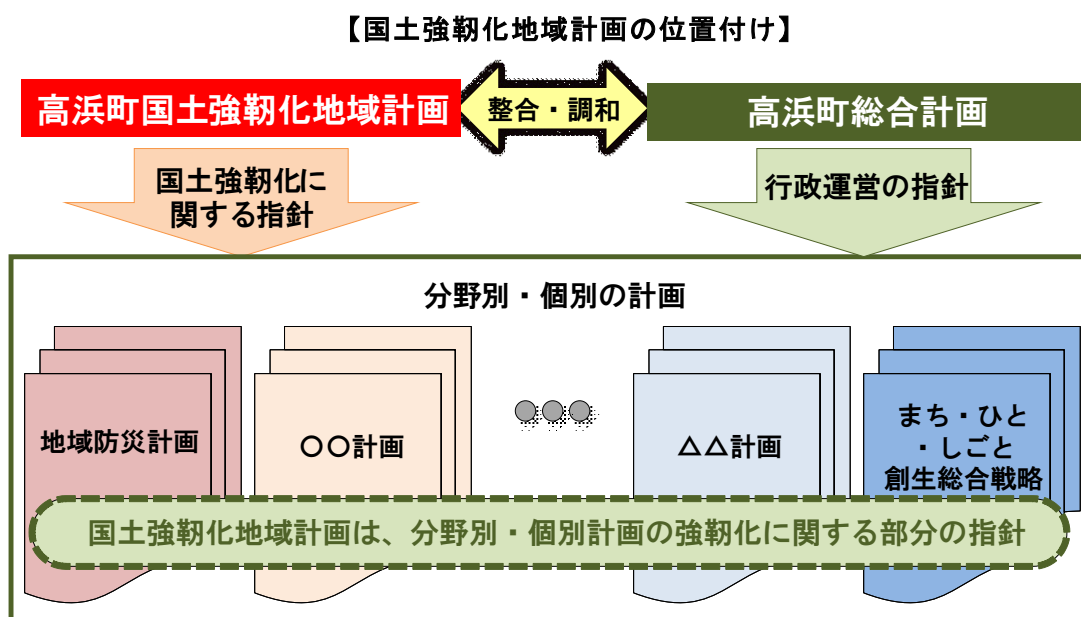 【国土強靭化地域計画の位置付け】
高浜町国土強靭化地域計画
整合・調和
高浜町総合計画
国土強靭化に
関する指針
行政運営の指針
分野別・個別の計画
地域防災計画
〇〇計画
△△計画
まち・ひと
・しごと
創生総合戦略
国土強靭化地域計画は、分野別・個別計画の強靭化に関する部分の指針